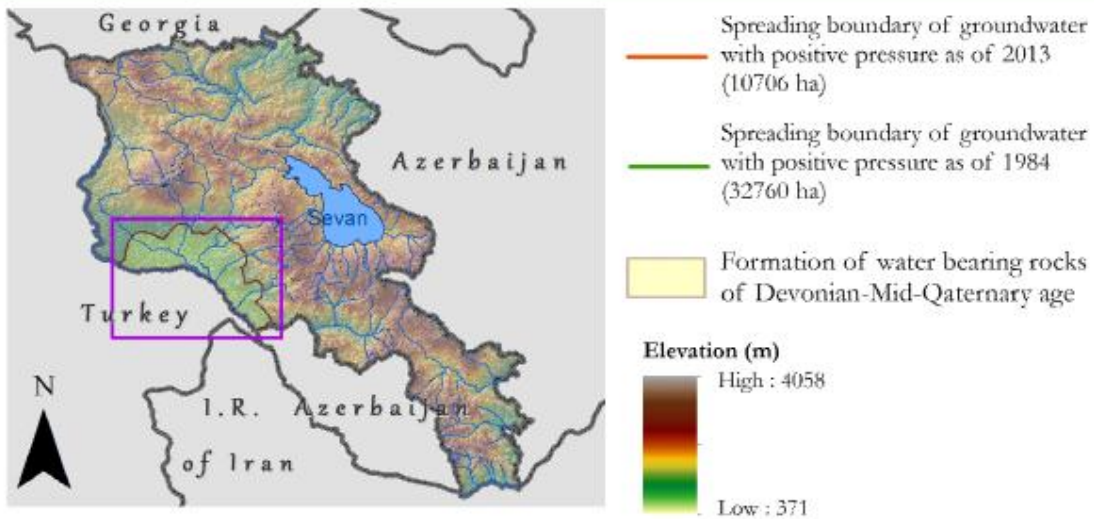 Georgia
Azerbaijan
Sevan
Turkey
N
I.R. Azerbaijan
of Iran
Spreading boundary of groundwater
with positive pressure as of 2013
(10706 ha)
Spreading boundary of groundwater
with positive pressure as of 1984
(32760 ha)
Formation of water bearing rocks
of Devonian-Mid-Qaternary age
Elevation (m)
High : 4058
Low : 371